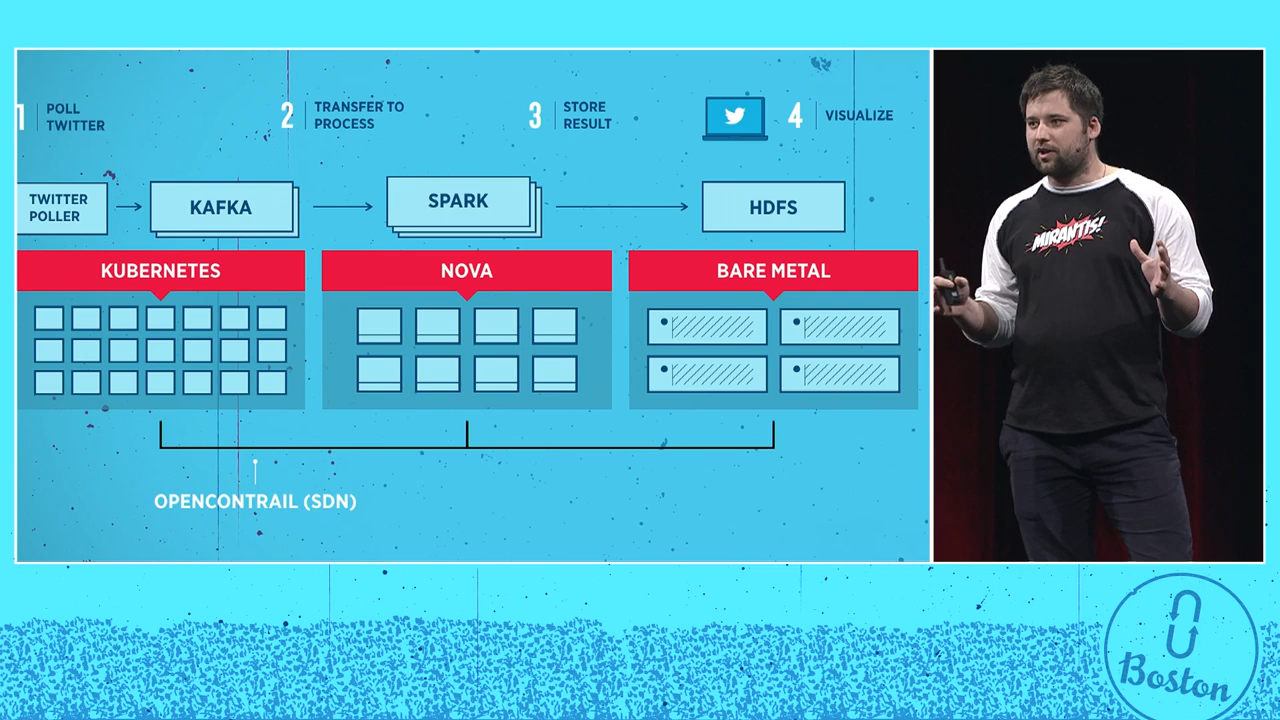 1 POLL TWITTER
2 TRANSFER TO PROCESS
3 STORE RESULT
4 VISUALIZE
TWITTER POLLER
KAFKA
SPARK
HDFS
KUBERNETES
NOVA
BARE METAL
OPENCONTRAIL (SDN)
MIRANTIS!
Boston